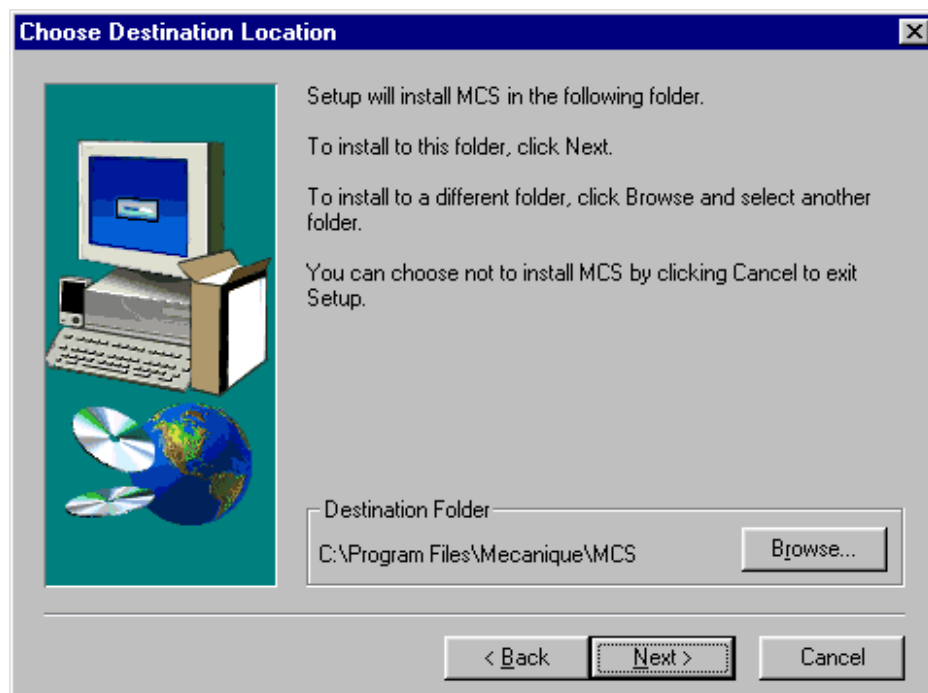 Choose Destination Location
Setup will install MCS in the following folder.
To install to this folder, click Next.
To install to a different folder, click Browse and select another
folder.
You can choose not to install MCS by clicking Cancel to exit
Setup.
Destination Folder
C:\Program Files\Mecanique\MCS
Browse...
< Back
Next >
Cancel